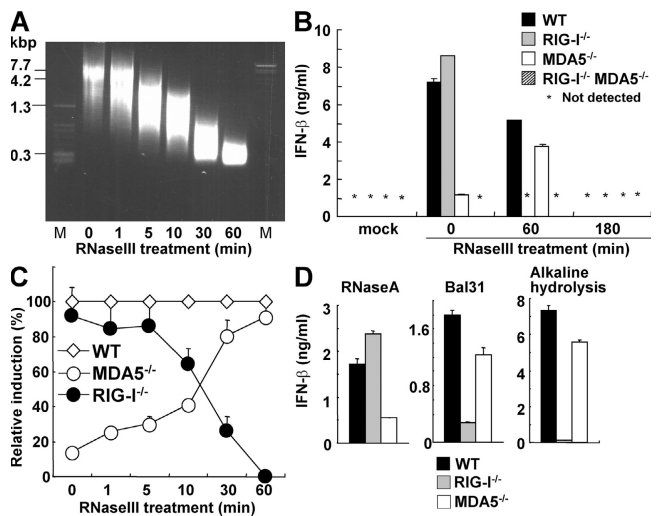 A
kbp
7.7
4.2
1.3
0.3
M 0 1 5 10 30 60 M
RNaseIII treatment (min)
B
WT
RIG-I-/-
MDA5-/-
RIG-I-/- MDA5-/-
* Not detected
IFN-β (ng/ml)
10
8
6
4
2
0
* * * * * * * * * * *
mock 0 60 180
RNaseIII treatment (min)
C
Relative induction (%)
100
80
60
40
20
0
WT
MDA5-/-
RIG-I-/-
0 1 5 10 30 60
RNaseIII treatment (min)
D
IFN-β (ng/ml)
RNaseA
3
2
1
0
Bal31
1.6
0.8
0
Alkaline
hydrolysis
8
6
4
2
0
WT
RIG-I-/-
MDA5-/-